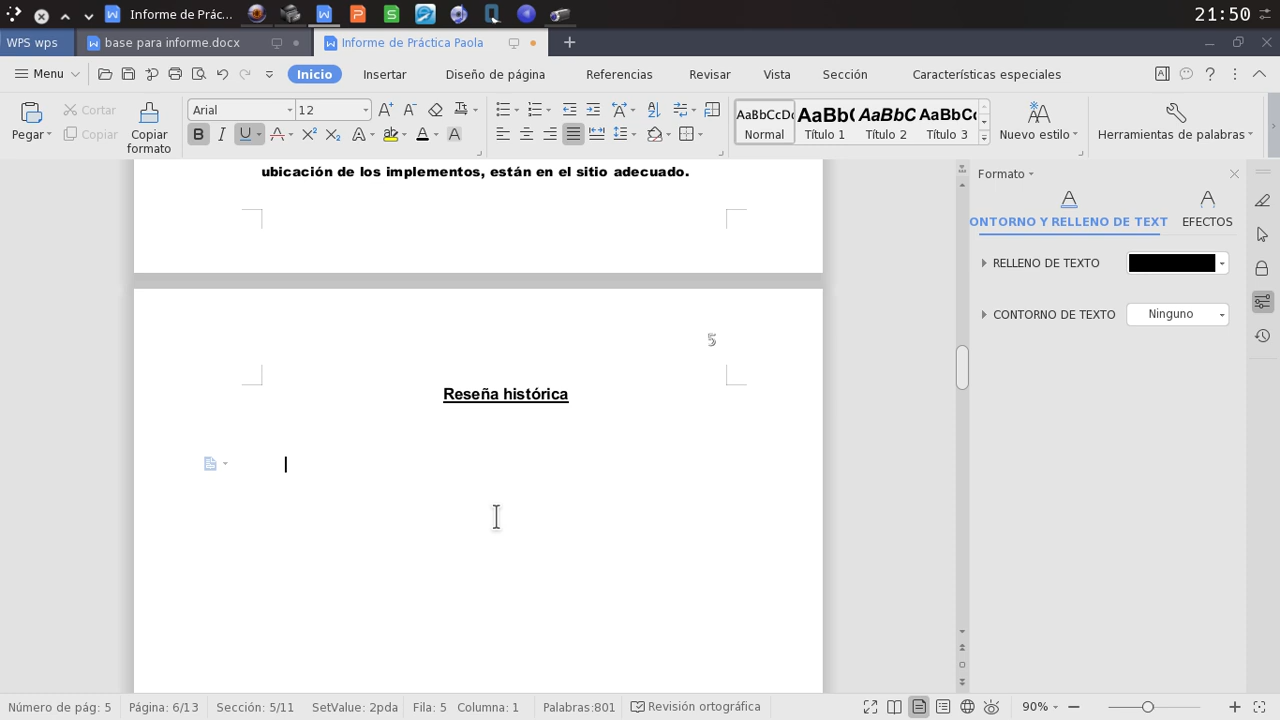 Informe de Prác...
21:50
WPS wps
base para informe.docx
Informe de Práctica Paola
Menu
Inicio
Insertar
Diseño de página
Referencias
Revisar
Vista
Sección
Características especiales
Pegar
Cortar
Copiar
Copiar formato
Arial
12
AaBbCcDc
Normal
AaBb(
Título 1
AaBbC
Título 2
AaBbCc
Título 3
Nuevo estilo
Herramientas de palabras
ubicación de los implementos, están en el sitio adecuado.
5
Reseña histórica
Formato
ONTORNO Y RELLENO DE TEXT
EFECTOS
RELLENO DE TEXTO
CONTORNO DE TEXTO
Ninguno
Número de pág: 5
Página: 6/13
Sección: 5/11
SetValue: 2pda
Fila: 5
Columna: 1
Palabras:801
Revisión ortográfica
90%